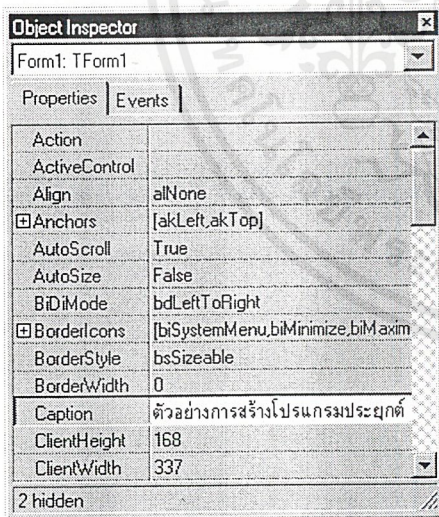 Object Inspector
Form1: TForm1
Properties Events
Action
ActiveControl
Align alNone
Anchors [akLeft,akTop]
AutoScroll True
AutoSize False
BiDiMode bdLeftToRight
BorderIcons [biSystemMenu,biMinimize,biMaxim
BorderStyle bsSizeable
BorderWidth 0
Caption ตัวอย่างการสร้างโปรแกรมประยุกต์
ClientHeight 168
ClientWidth 337
2 hidden